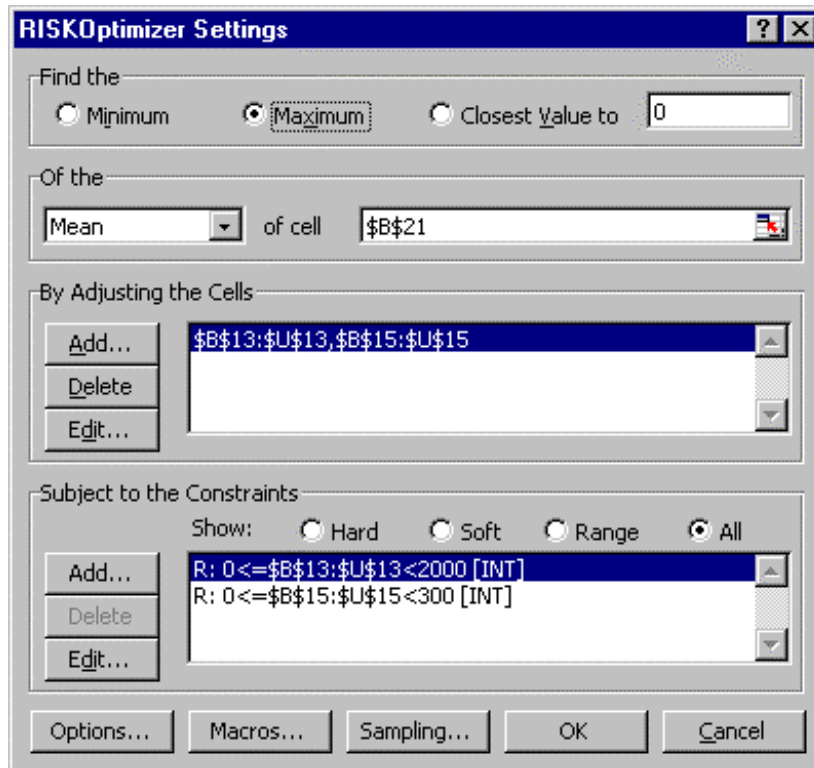 RISKOptimizer Settings ? X
Find the
Minimum Maximum Closest Value to 0
Of the
Mean of cell $B$21
By Adjusting the Cells
Add... $B$13:$U$13,$B$15:$U$15
Delete
Edit...
Subject to the Constraints
Show: Hard Soft Range All
Add... R: 0<=$B$13:$U$13<2000 [INT]
Delete R: 0<=$B$15:$U$15<300 [INT]
Edit...
Options... Macros... Sampling... OK Cancel